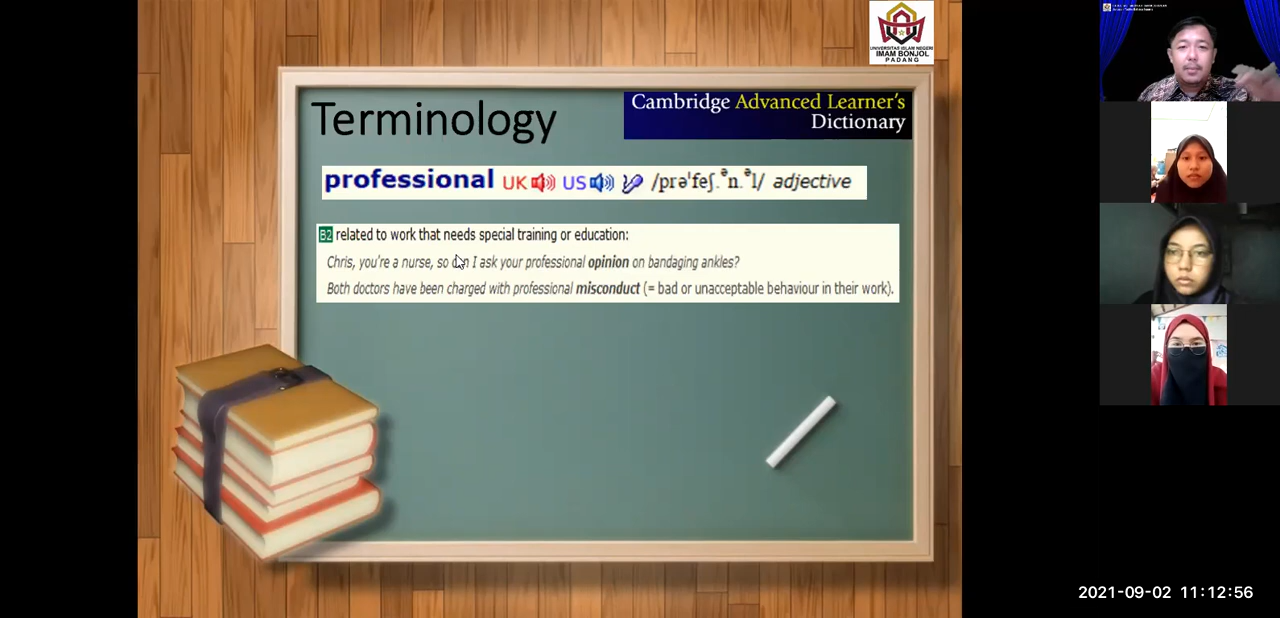 UNIVERSITAS ISLAM NEGERI
IMAM BONJOL
PADANG
Terminology
Cambridge Advanced Learner's
Dictionary
professional UK US /prəˈfeʃ.ᵊn.ᵊl/ adjective
B2 related to work that needs special training or education:
Chris, you're a nurse, so I ask your professional opinion on bandaging ankles?
Both doctors have been charged with professional misconduct (= bad or unacceptable behaviour in their work).
2021-09-02 11:12:56